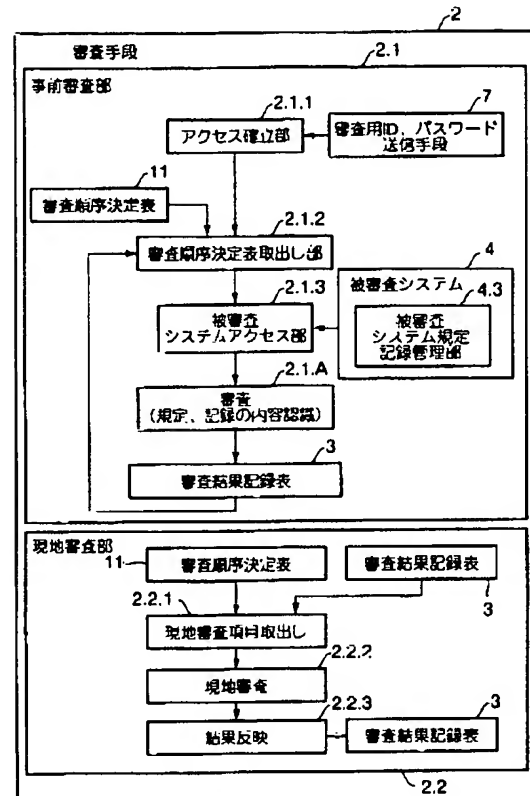 2
審査手段
2.1
事前審査部
2.1.1
アクセス確立部
7
審査用ID、パスワード
送信手段
11
審査順序決定表
2.1.2
審査順序決定表取出し部
4
被審査システム
4.3
被審査
システム規定
記録管理部
2.1.3
被審査
システムアクセス部
2.1.A
審査
(規定、記録の内容認識)
3
審査結果記録表
現地審査部
11
審査順序決定表
審査結果記録表
3
2.2.1
現地審査項目取出し
2.2.2
現地審査
2.2.3
結果反映
3
審査結果記録表
2.2